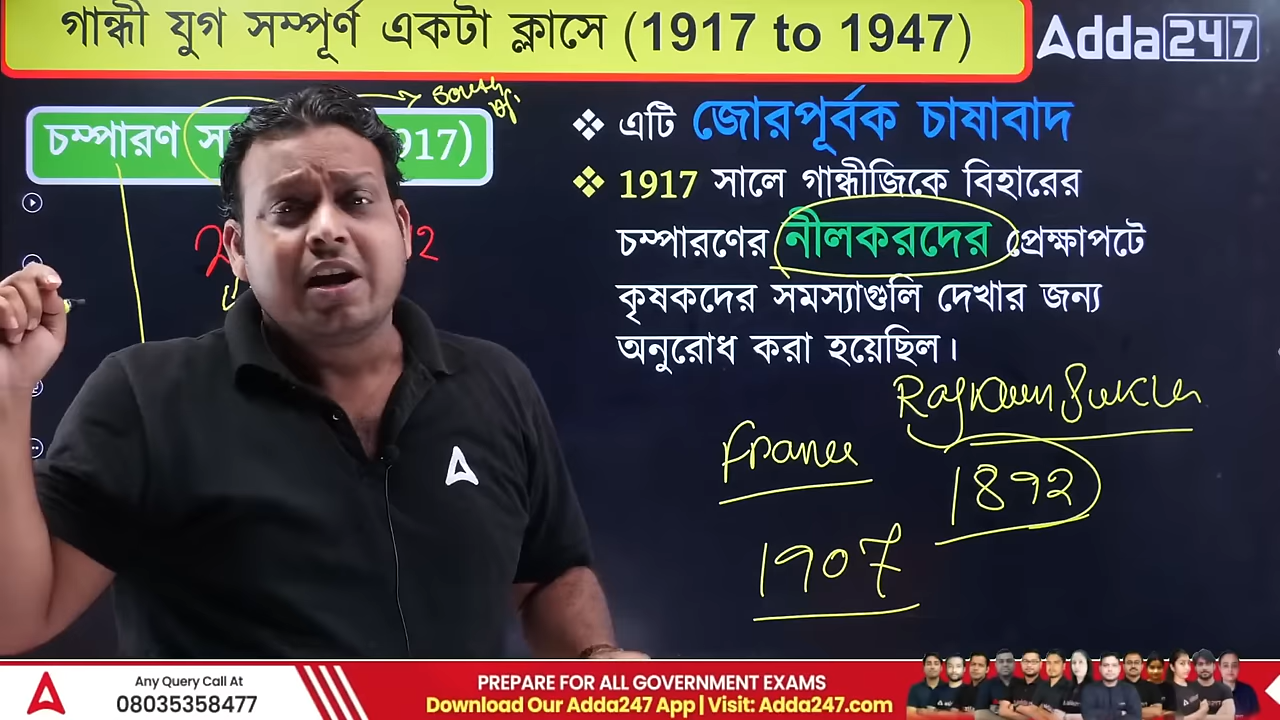 গান্ধী যুগ সম্পূর্ণ একটা ক্লাসে (1917 to 1947)
Adda247
South
চম্পারণ স
917)
❖ এটি জোরপূর্বক চাষাবাদ
❖ 1917 সালে গান্ধীজিকে বিহারের
চম্পারণের নীলকরদের প্রেক্ষাপটে
কৃষকদের সমস্যাগুলি দেখার জন্য
অনুরোধ করা হয়েছিল।
France
1892
1907
Any Query Call At
08035358477
PREPARE FOR ALL GOVERNMENT EXAMS
Download Our Adda247 App | Visit: Adda247.com